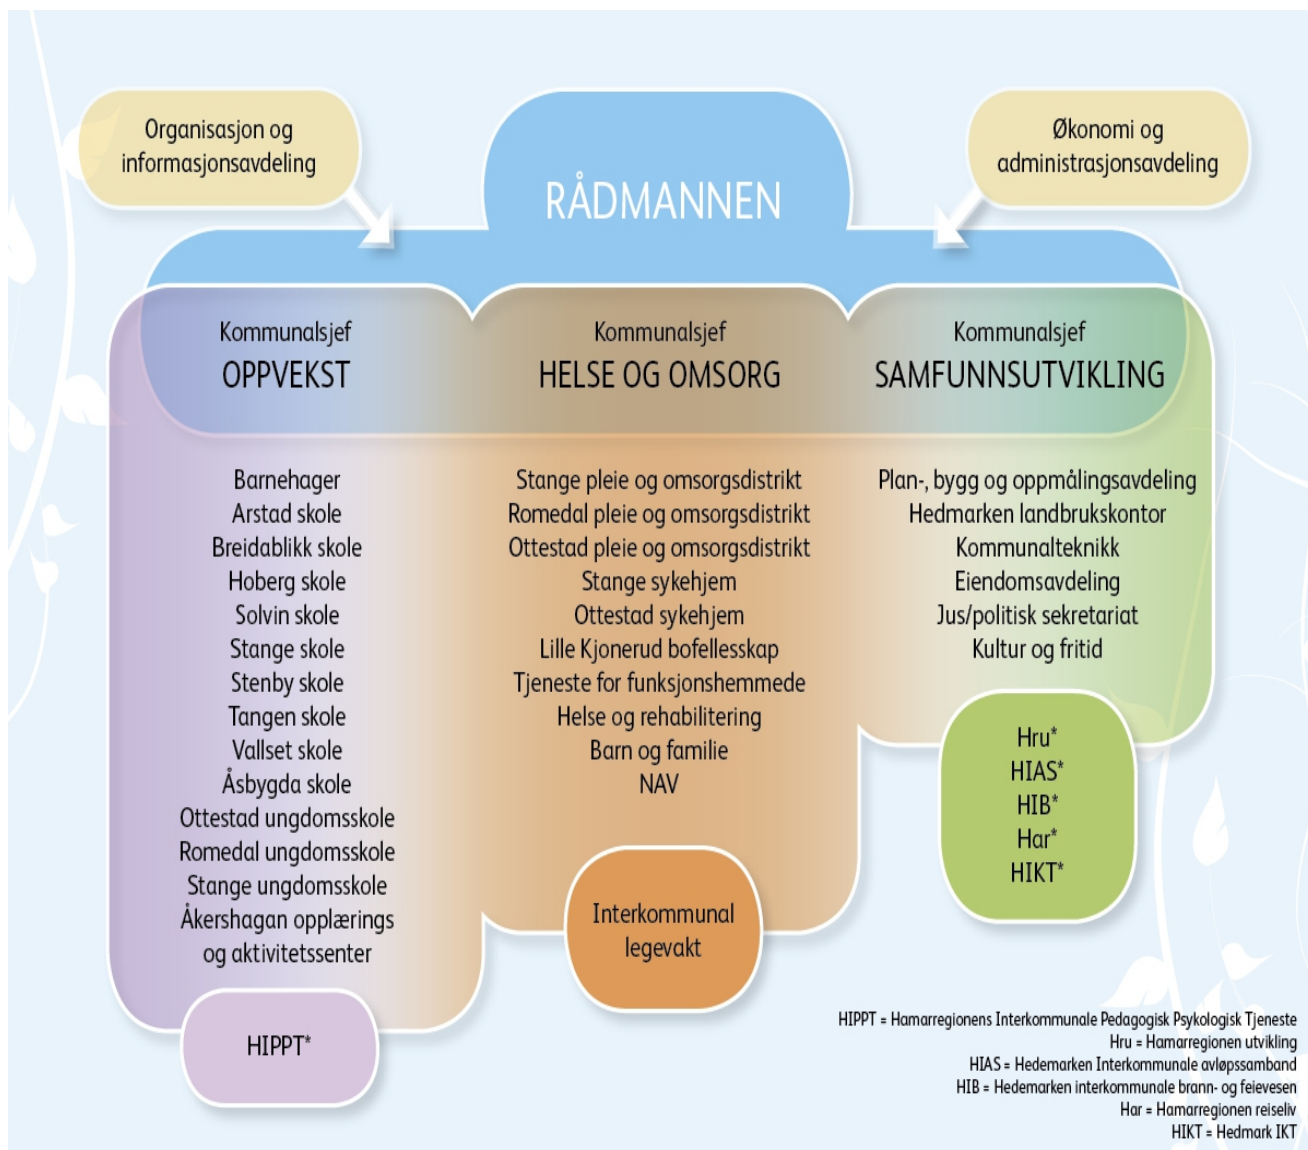 Organisasjon og
informasjonsavdeling
RÅDMANNEN
Økonomi og
administrasjonsavdeling
Kommunalsjef
OPPVEKST
Barnehager
Arstad skole
Breidablikk skole
Hoberg skole
Solvin skole
Stange skole
Stenby skole
Tangen skole
Vallset skole
Åsbygda skole
Ottestad ungdomsskole
Romedal ungdomsskole
Stange ungdomsskole
Åkershagan opplærings
og aktivitetssenter
HIPPT*
Kommunalsjef
HELSE OG OMSORG
Stange pleie og omsorgsdistrikt
Romedal pleie og omsorgsdistrikt
Ottestad pleie og omsorgsdistrikt
Stange sykehjem
Ottestad sykehjem
Lille Kjonerud bofellesskap
Tjeneste for funksjonshemmede
Helse og rehabilitering
Barn og familie
NAV
Interkommunal
legevakt
Kommunalsjef
SAMFUNNSUTVIKLING
Plan-, bygg og oppmålingsavdeling
Hedmarken landbrukskontor
Kommunalteknikk
Eiendomsavdeling
Jus/politisk sekretariat
Kultur og fritid
Hru*
HIAS*
HIB*
Har*
HIKT*
HIPPT = Hamarregionens Interkommunale Pedagogisk Psykologisk Tjeneste
Hru = Hamarregionen utvikling
HIAS = Hedemarken Interkommunale avløpssamband
HIB = Hedemarken interkommunale brann- og feievesen
Har = Hamarregionen reiseliv
HIKT = Hedmark IKT